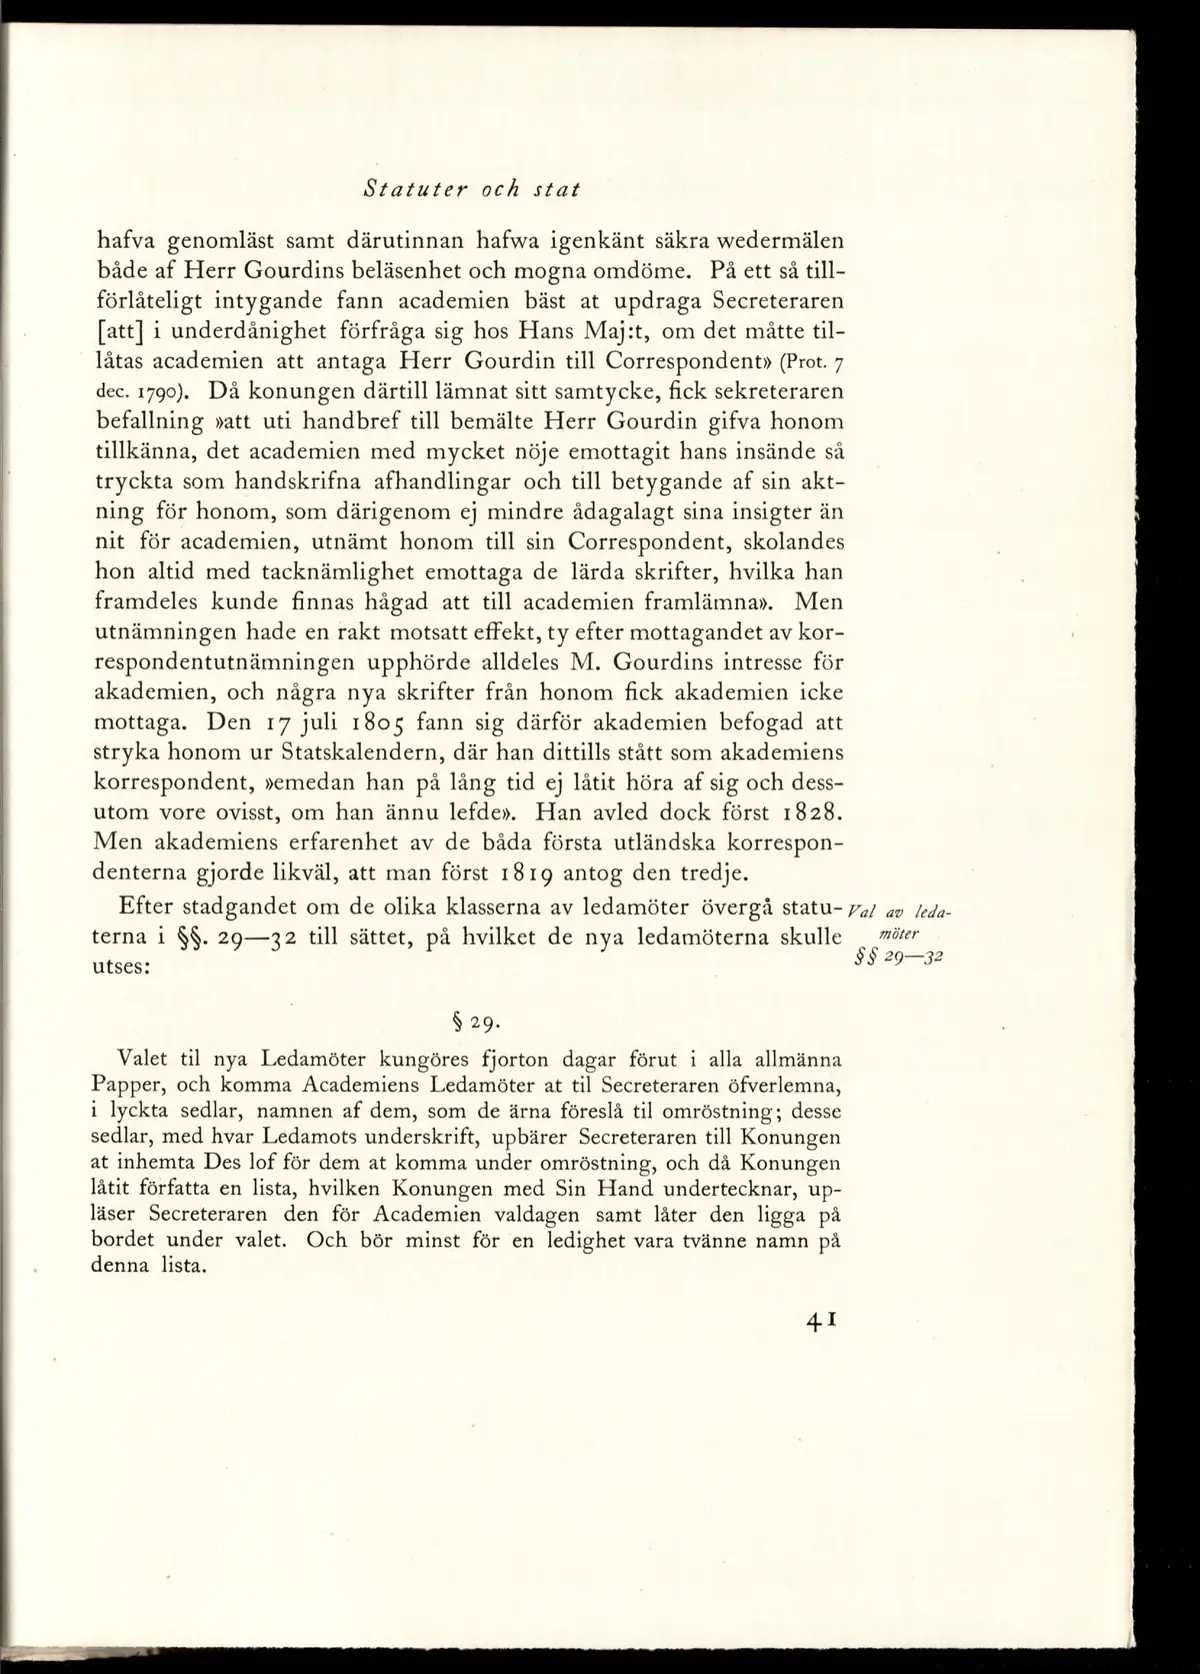 Statuter och stat
hafva genomläst samt därutinnan hafwa igenkänt säkra wedermälen
både af Herr Gourdins beläsenhet och mogna omdöme. På ett så till-
förlåteligt intygande fann academien bäst at updraga Secreteraren
[att] i underdånighet förfråga sig hos Hans Maj:t, om det måtte til-
låtas academien att antaga Herr Gourdin till Correspondent» (Prot. 7
dec. 1790). Då konungen därtill lämnat sitt samtycke, fick sekreteraren
befallning »att uti handbref till bemälte Herr Gourdin gifva honom
tillkänna, det academien med mycket nöje emottagit hans insände så
tryckta som handskrifna afhandlingar och till betygande af sin akt-
ning för honom, som därigenom ej mindre ådagalagt sina insigter än
nit för academien, utnämt honom till sin Correspondent, skolandes
hon altid med tacknämlighet emottaga de lärda skrifter, hvilka han
framdeles kunde finnas hågad att till academien framlämna». Men
utnämningen hade en rakt motsatt effekt, ty efter mottagandet av kor-
respondentutnämningen upphörde alldeles M. Gourdins intresse för
akademien, och några nya skrifter från honom fick akademien icke
mottaga. Den 17 juli 1805 fann sig därför akademien befogad att
stryka honom ur Statskalendern, där han dittills stått som akademiens
korrespondent, »emedan han på lång tid ej låtit höra af sig och dess-
utom vore ovisst, om han ännu lefde». Han avled dock först 1828.
Men akademiens erfarenhet av de båda första utländska korrespon-
denterna gjorde likväl, att man först 1819 antog den tredje.
Efter stadgandet om de olika klasserna av ledamöter övergå statu-
terna i §§. 29—32 till sättet, på hvilket de nya ledamöterna skulle
utses:
Val av leda-
möter
§§ 29—32
§ 29.
Valet til nya Ledamöter kungöres fjorton dagar förut i alla allmänna
Papper, och komma Academiens Ledamöter at til Secreteraren öfverlemna,
i lyckta sedlar, namnen af dem, som de ärna föreslå til omröstning; desse
sedlar, med hvar Ledamots underskrift, upbärer Secreteraren till Konungen
at inhemta Des lof för dem at komma under omröstning, och då Konungen
låtit författa en lista, hvilken Konungen med Sin Hand undertecknar, up-
läser Secreteraren den för Academien valdagen samt låter den ligga på
bordet under valet. Och bör minst för en ledighet vara tvänne namn på
denna lista.
41